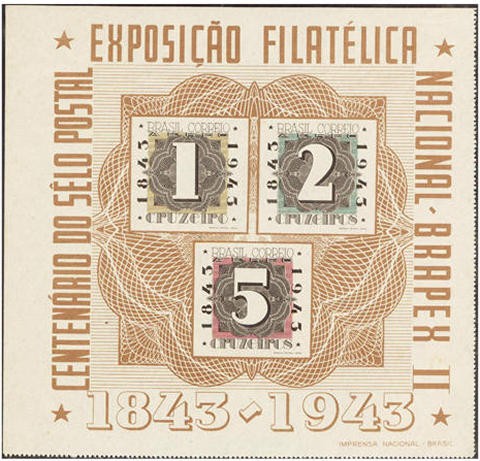 EXPOSIÇÃO FILATÉLICA
CENTENÁRIO DO SÊLO POSTAL
NACIONAL - BRAPEX II
BRASIL CORREIO
1843
1
1943
CRUZEIRO
BRASIL CORREIO
1843
2
1943
CRUZEIROS
BRASIL CORREIO
1843
5
1943
CRUZEIROS
1843-1943
IMPRENSA NACIONAL - BRASIL